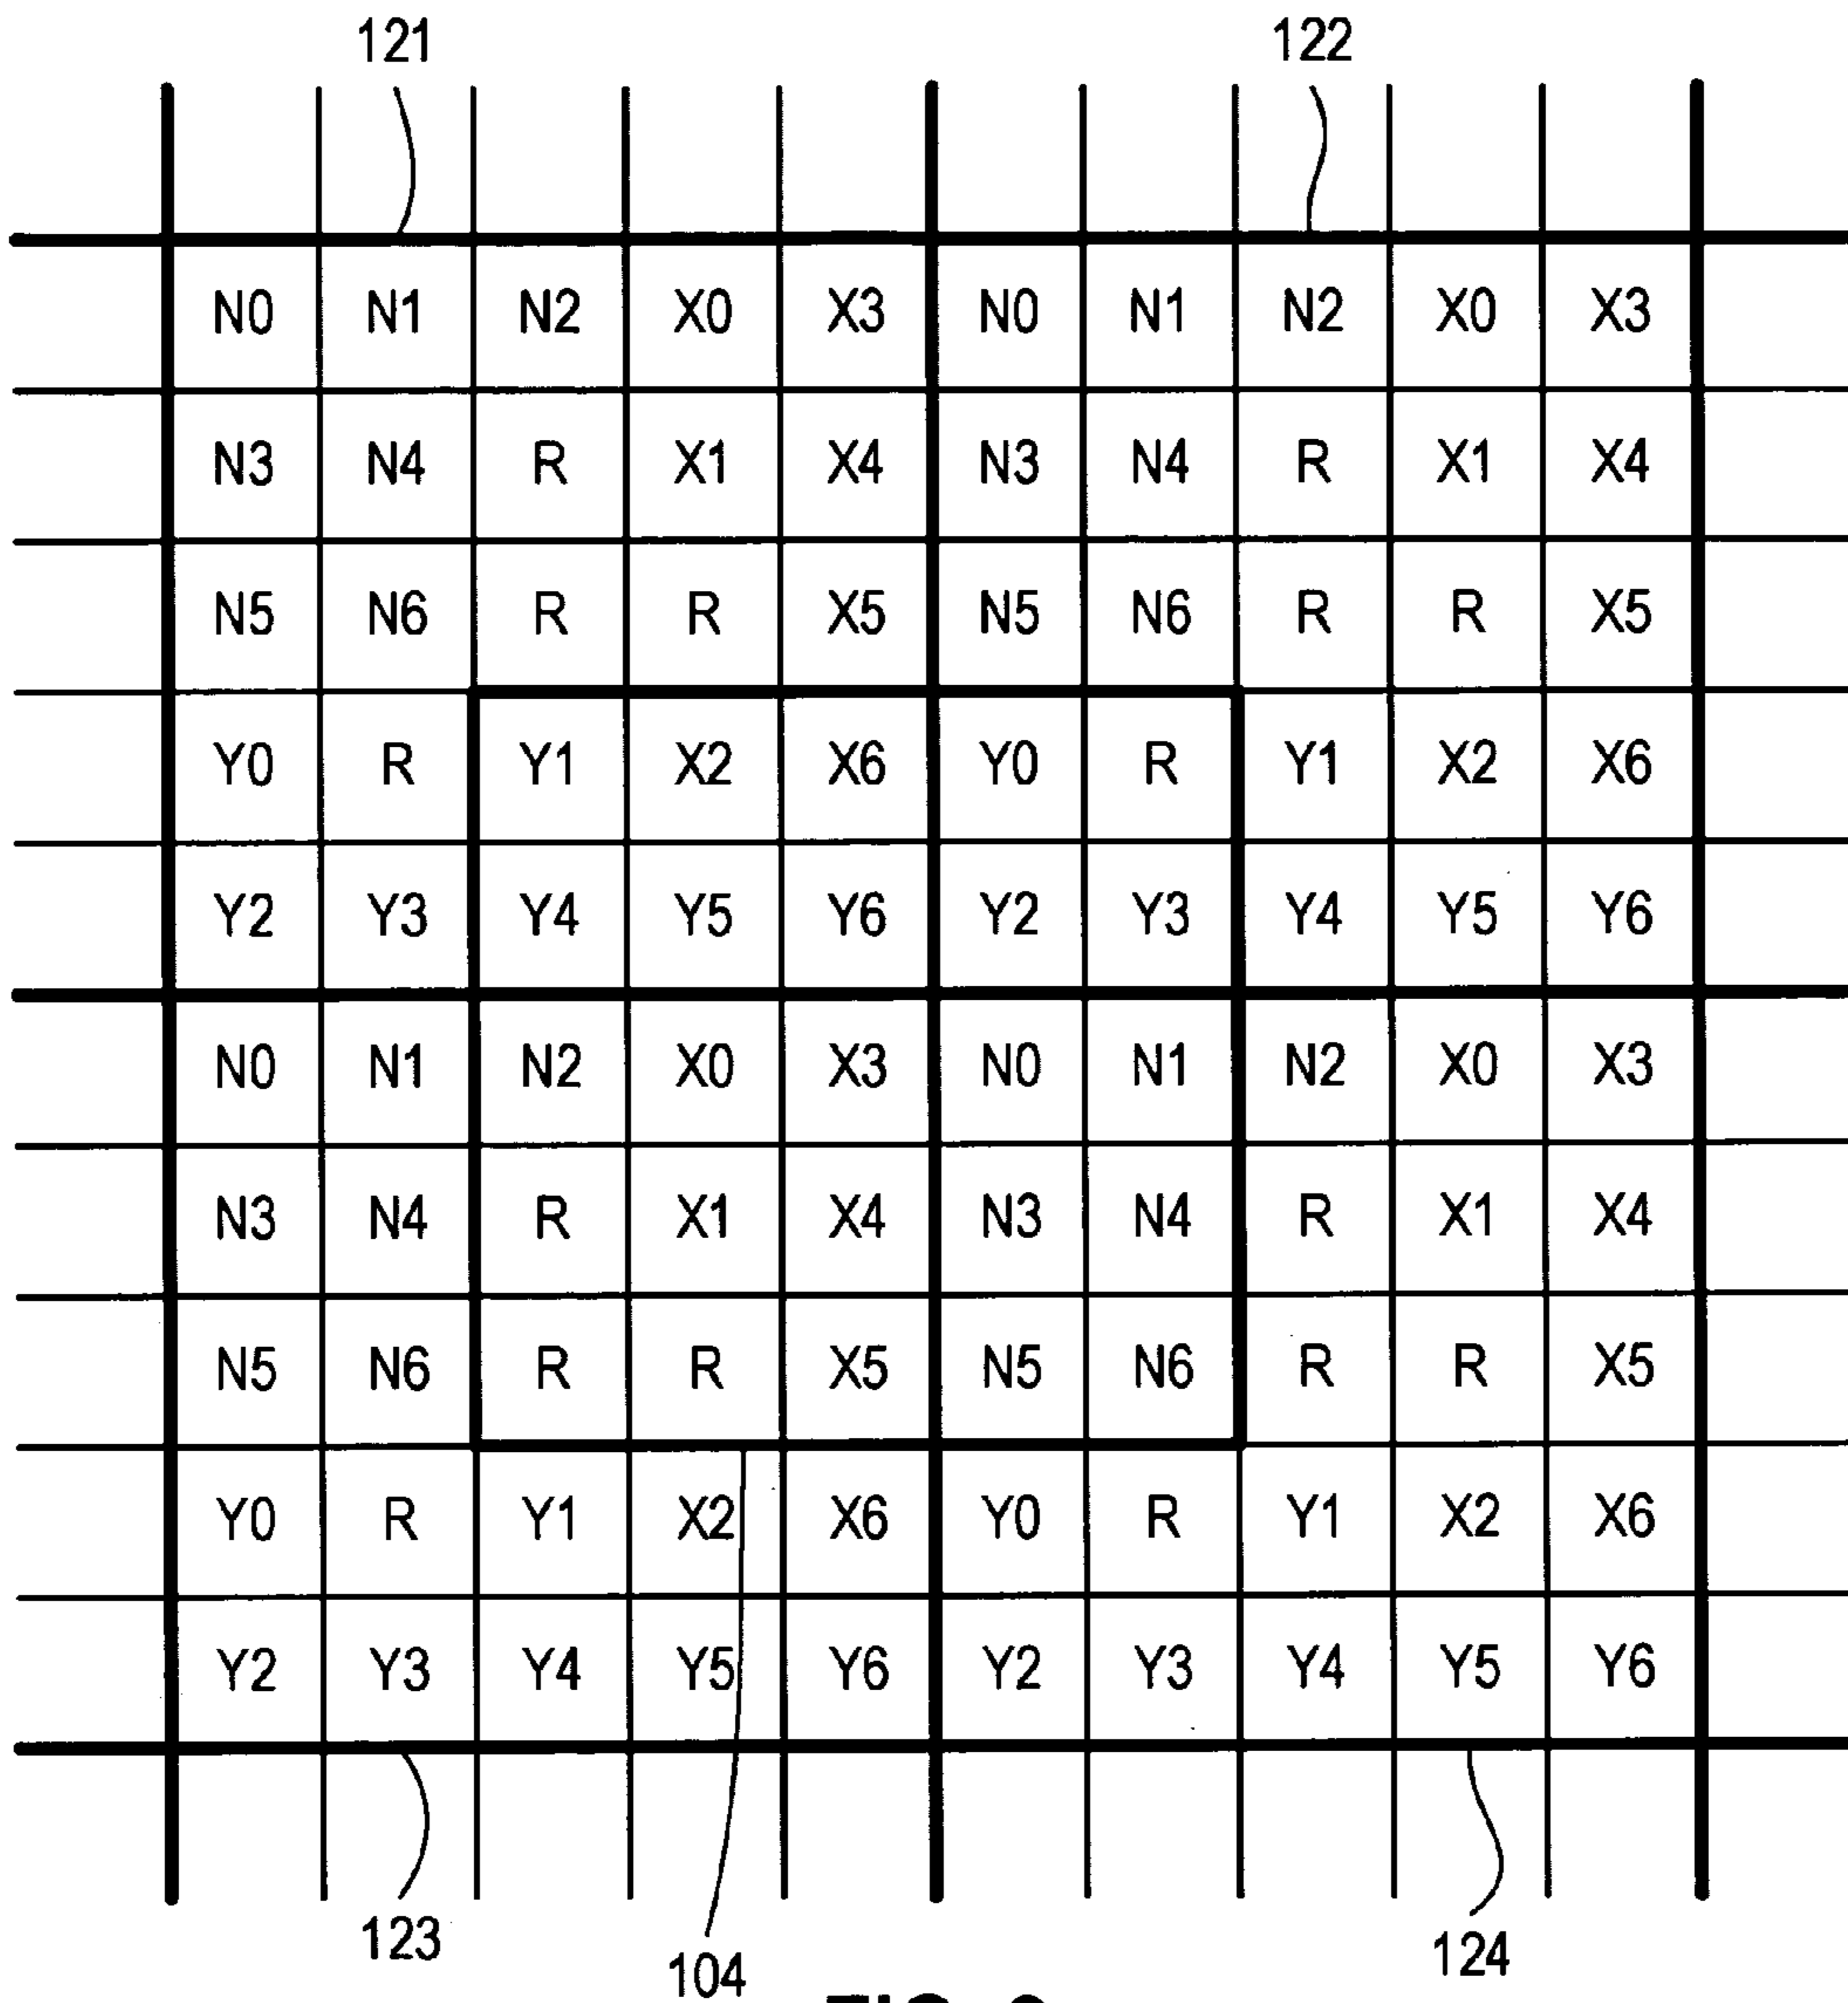 121 122
N0 N1 N2 X0 X3 N0 N1 N2 X0 X3
N3 N4 R X1 X4 N3 N4 R X1 X4
N5 N6 R R X5 N5 N6 R R X5
Y0 R Y1 X2 X6 Y0 R Y1 X2 X6
Y2 Y3 Y4 Y5 Y6 Y2 Y3 Y4 Y5 Y6
N0 N1 N2 X0 X3 N0 N1 N2 X0 X3
N3 N4 R X1 X4 N3 N4 R X1 X4
N5 N6 R R X5 N5 N6 R R X5
Y0 R Y1 X2 X6 Y0 R Y1 X2 X6
Y2 Y3 Y4 Y5 Y6 Y2 Y3 Y4 Y5 Y6
123 104 124